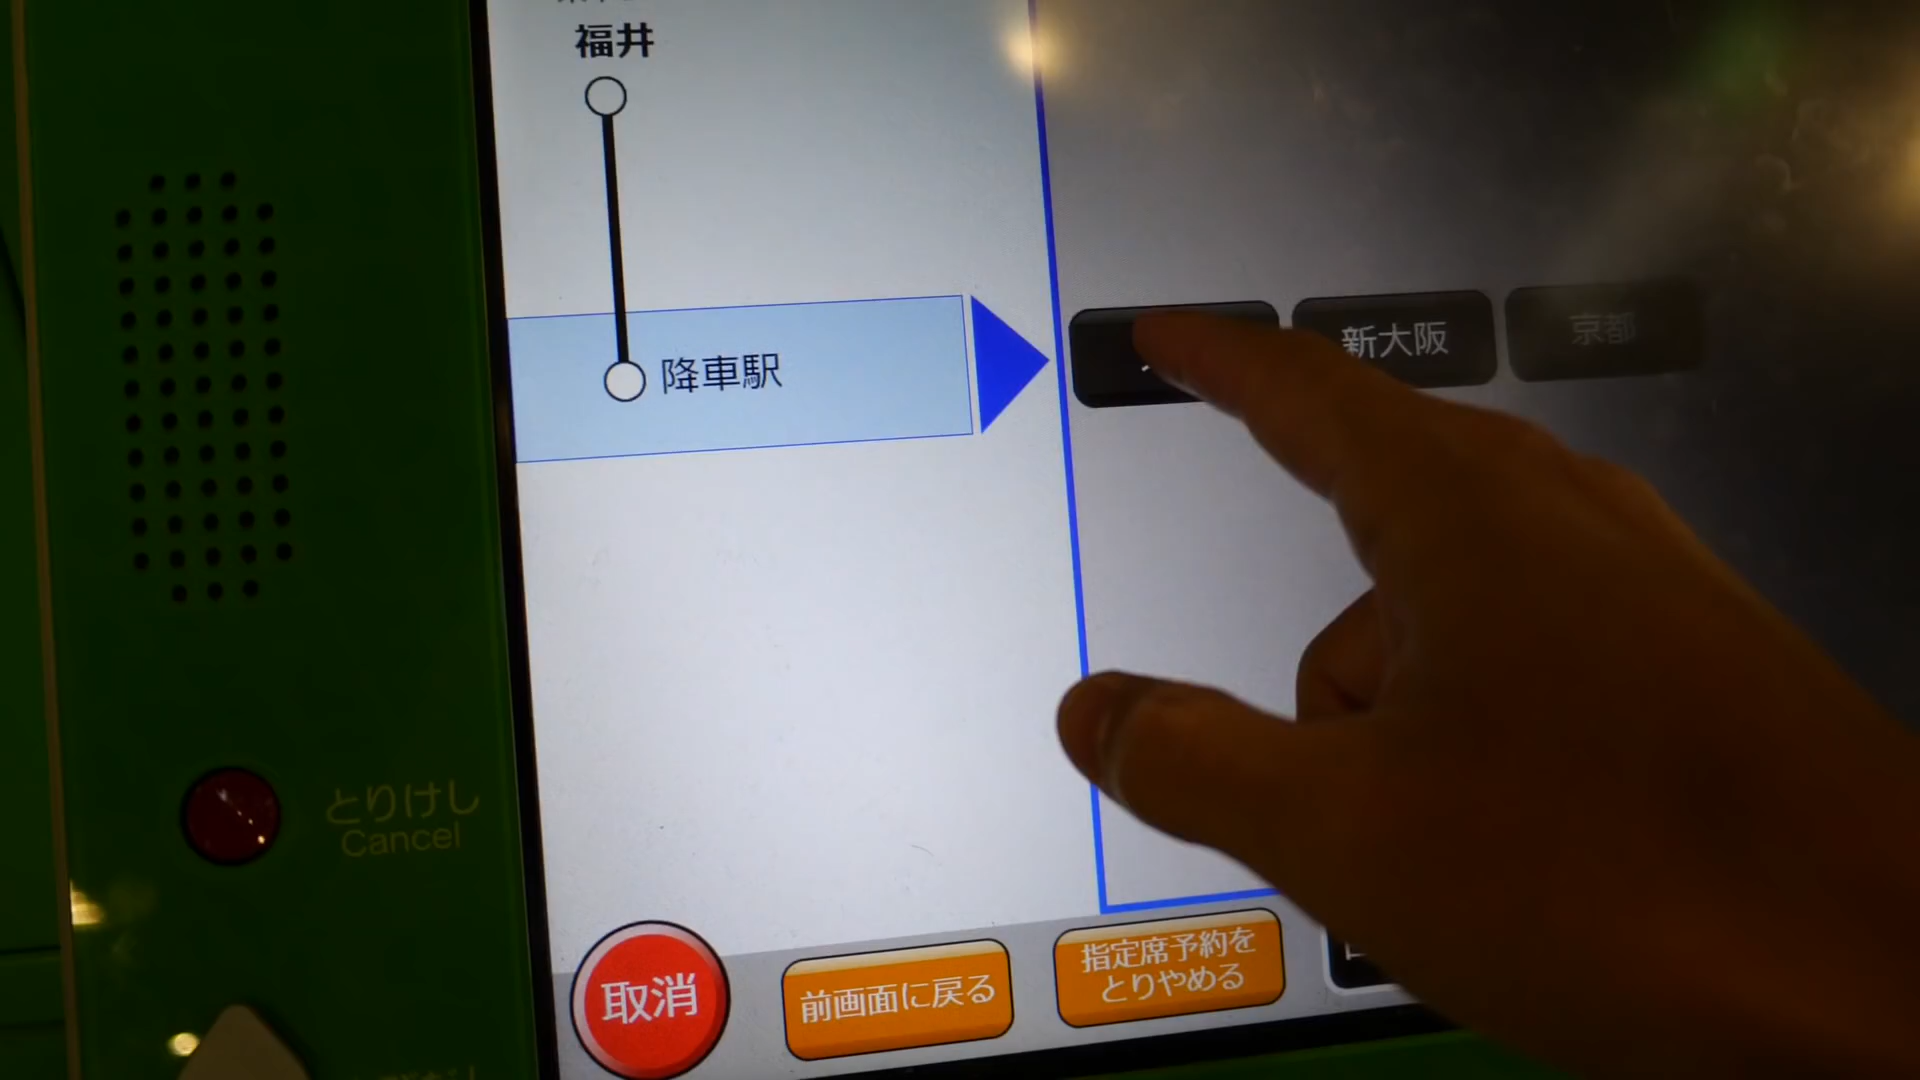 福井
降車駅
新大阪
京都
とりけし
Cancel
取消
前画面に戻る
指定席予約を
とりやめる